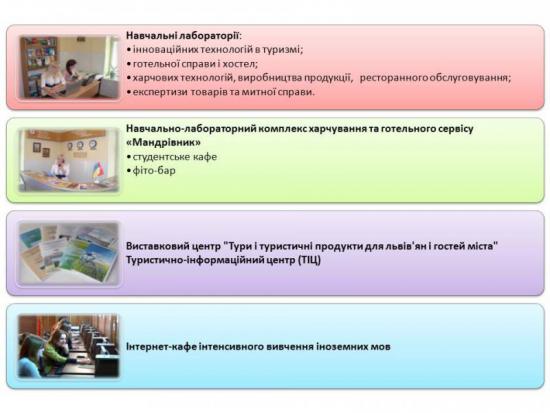 Навчальні лабораторії:
•інноваційних технологій в туризмі;
•готельної справи і хостел;
•харчових технологій, виробництва продукції, ресторанного обслуговування;
•експертизи товарів та митної справи.
Навчально-лабораторний комплекс харчування та готельного сервісу
«Мандрівник»
•студентське кафе
•фіто-бар
Виставковий центр "Тури і туристичні продукти для львів'ян і гостей міста"
Туристично-інформаційний центр (ТІЦ)
Інтернет-кафе інтенсивного вивчення іноземних мов